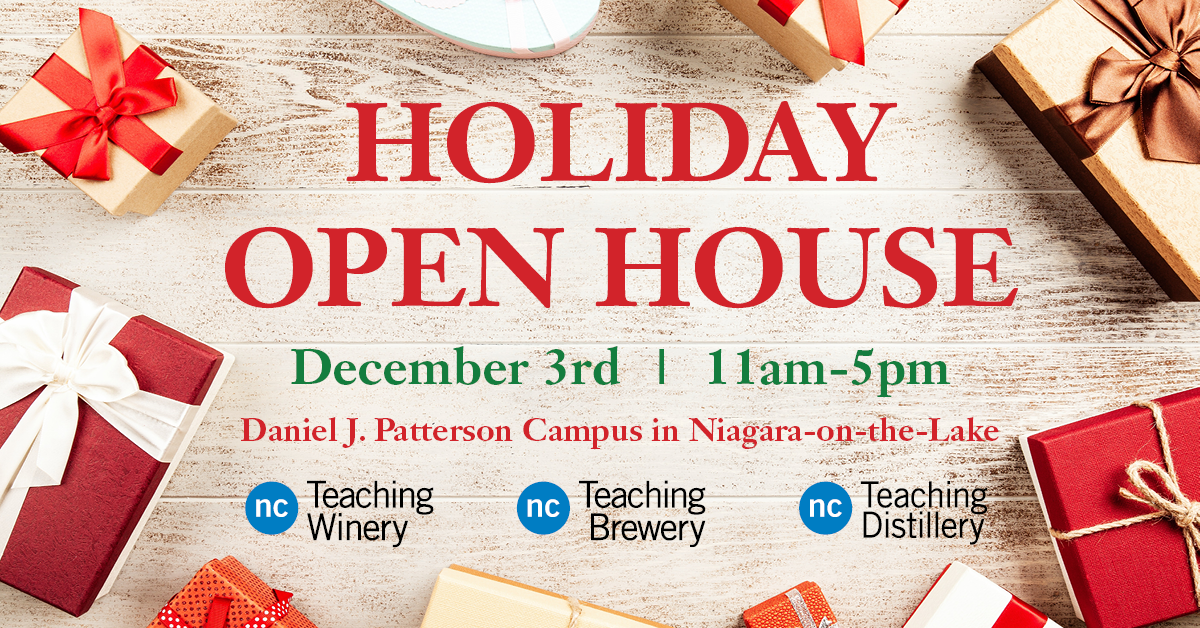 HOLIDAY
OPEN HOUSE
December 3rd | 11am-5pm
Daniel J. Patterson Campus in Niagara-on-the-Lake
nc Teaching Winery
nc Teaching Brewery
nc Teaching Distillery